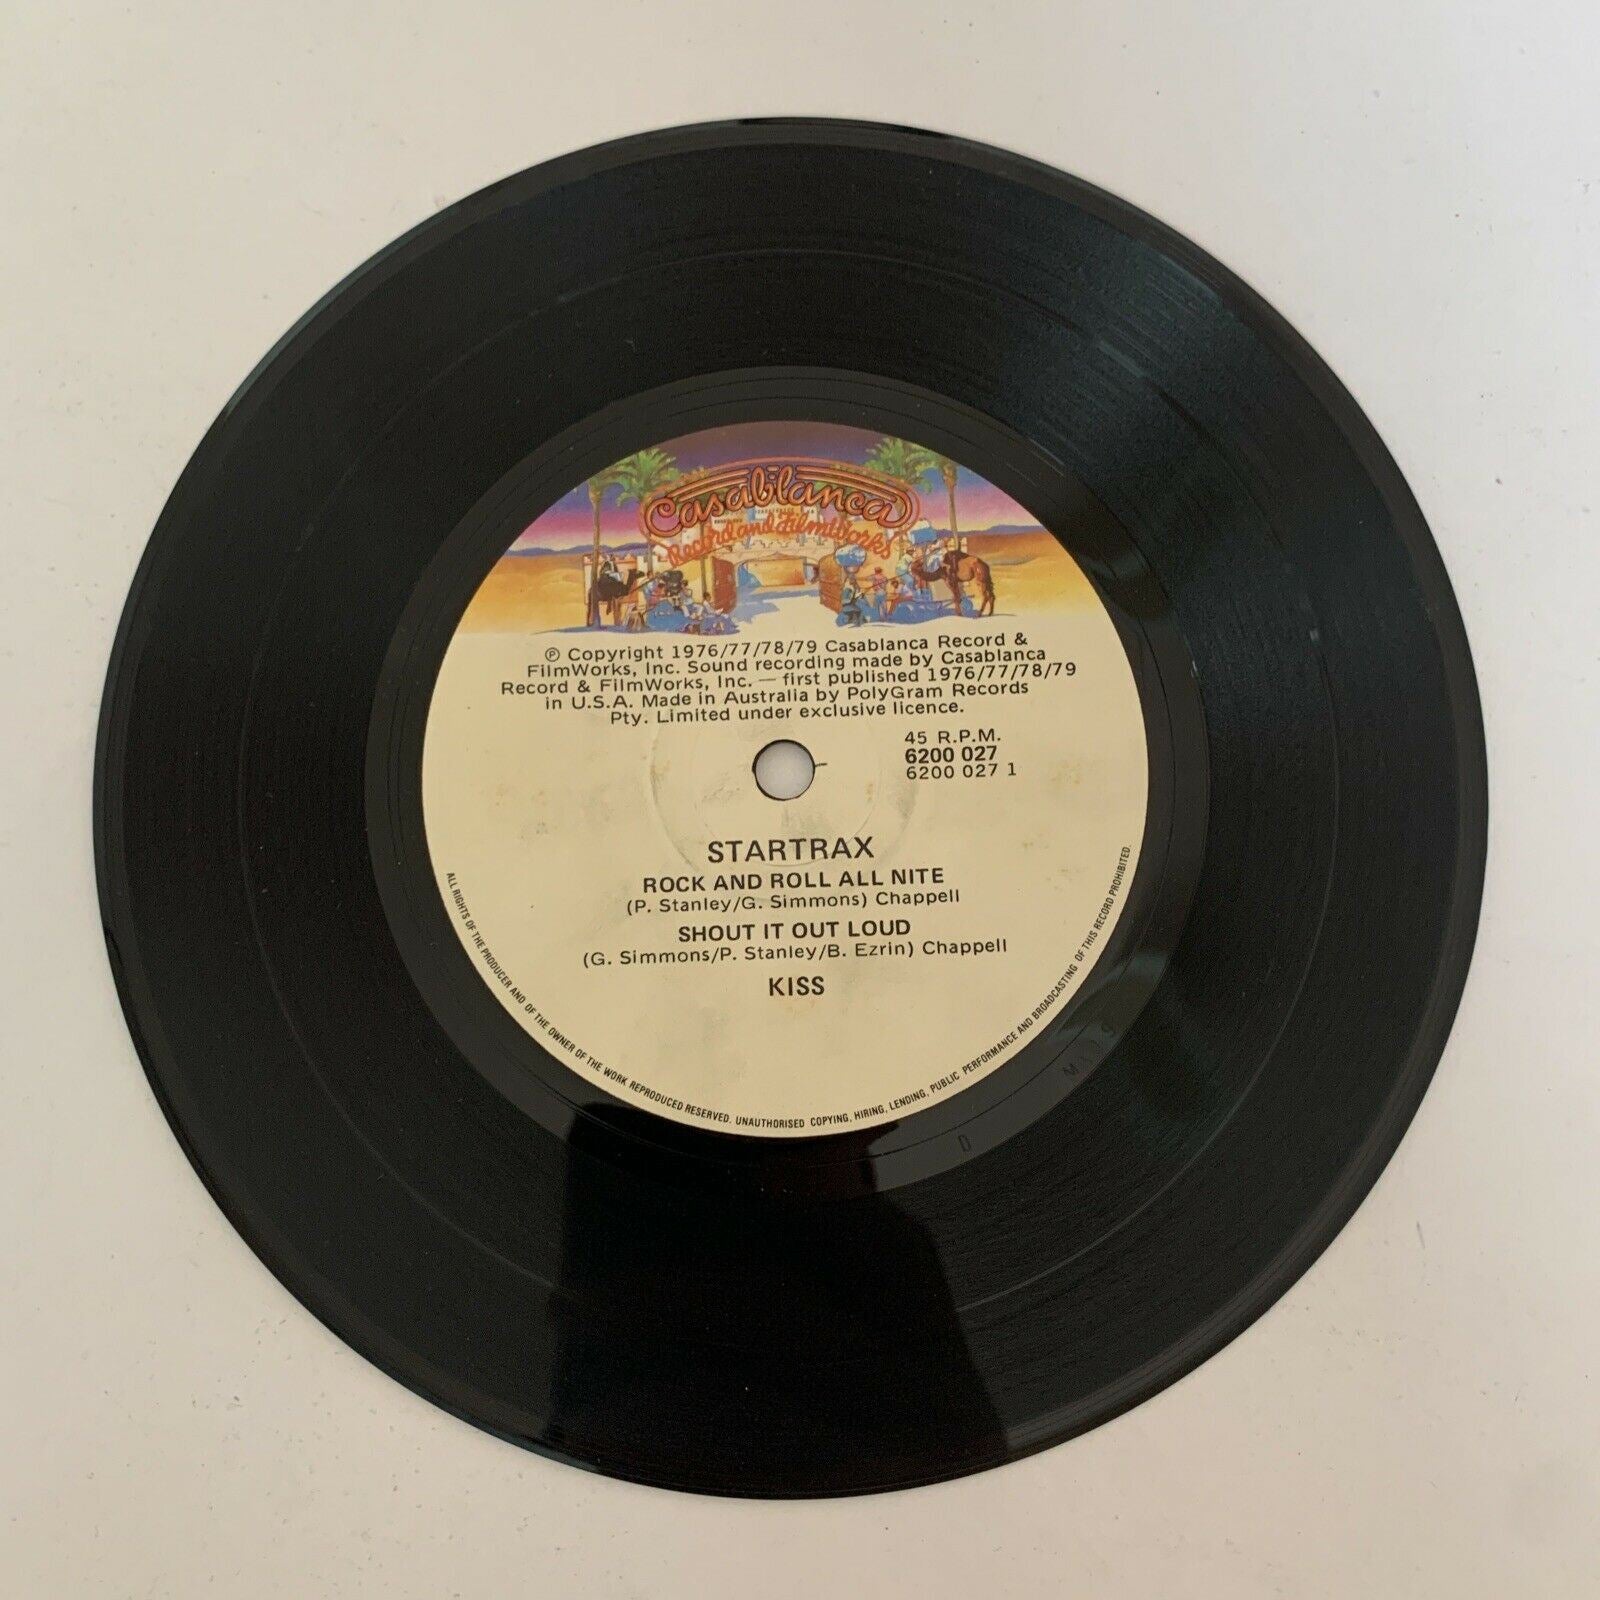 Casablanca
Record and FilmWorks
℗ Copyright 1976/77/78/79 Casablanca Record &
FilmWorks, Inc. Sound recording made by Casablanca
Record & FilmWorks, Inc. — first published 1976/77/78/79
in U.S.A. Made in Australia by PolyGram Records
Pty. Limited under exclusive licence.
45 R.P.M.
6200 027
6200 027 1
STARTRAX
ROCK AND ROLL ALL NITE
(P. Stanley/G. Simmons) Chappell
SHOUT IT OUT LOUD
(G. Simmons/P. Stanley/B. Ezrin) Chappell
KISS
ALL RIGHTS OF THE PRODUCER AND OF THE OWNER OF THE WORK REPRODUCED RESERVED. UNAUTHORISED COPYING, HIRING, LENDING, PUBLIC PERFORMANCE AND BROADCASTING OF THIS RECORD PROHIBITED.
D